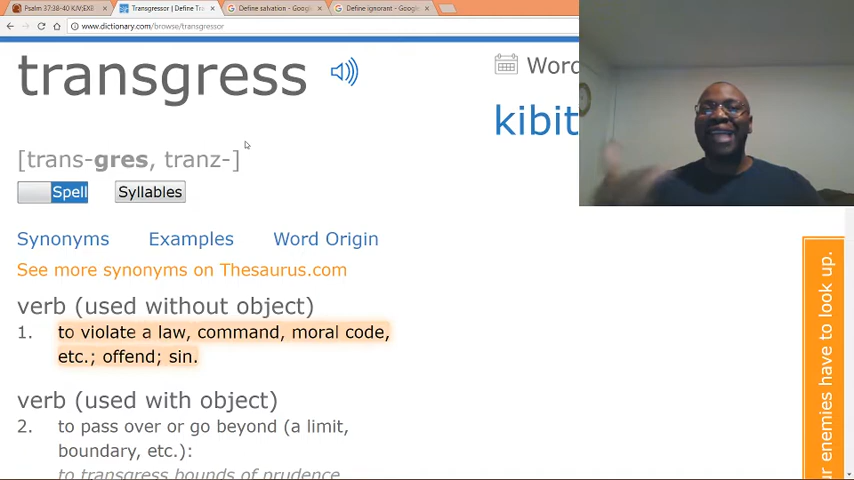 Psalm 37:38-40 KJV;EXB
Transgressor | Define Tra
Define salvation - Googl
Define ignorant - Google
www.dictionary.com/browse/transgressor
transgress
Word
kibit
[trans-gres, tranz-]
Spell
Syllables
Synonyms
Examples
Word Origin
See more synonyms on Thesaurus.com
verb (used without object)
1. to violate a law, command, moral code,
etc.; offend; sin.
verb (used with object)
2. to pass over or go beyond (a limit,
boundary, etc.):
to transgress bounds of prudence
ur enemies have to look up.